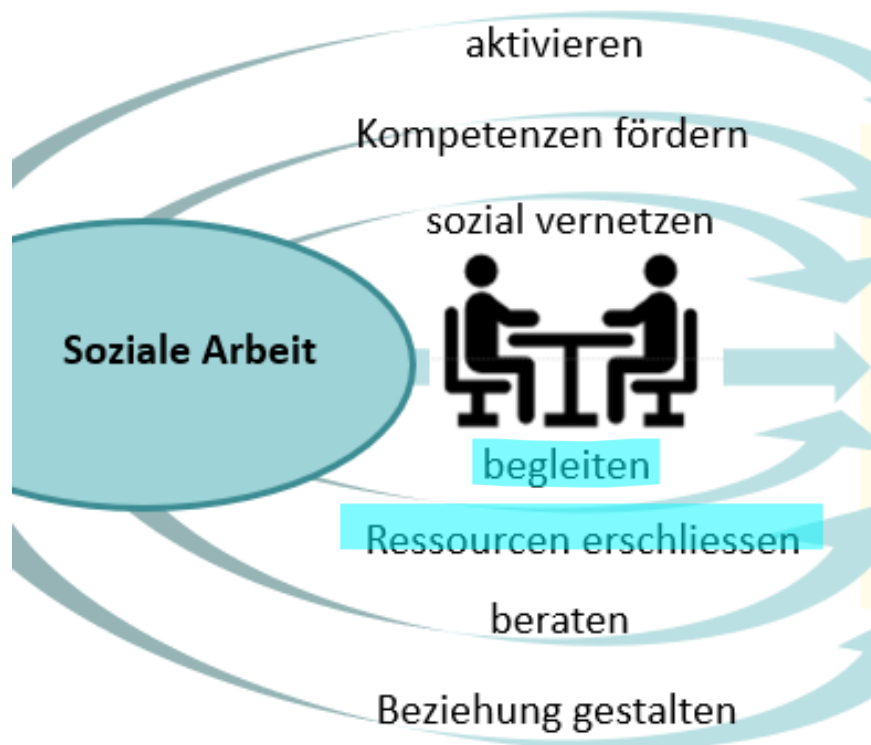 aktivieren
Kompetenzen fördern
sozial vernetzen
Soziale Arbeit
begleiten
Ressourcen erschliessen
beraten
Beziehung gestalten